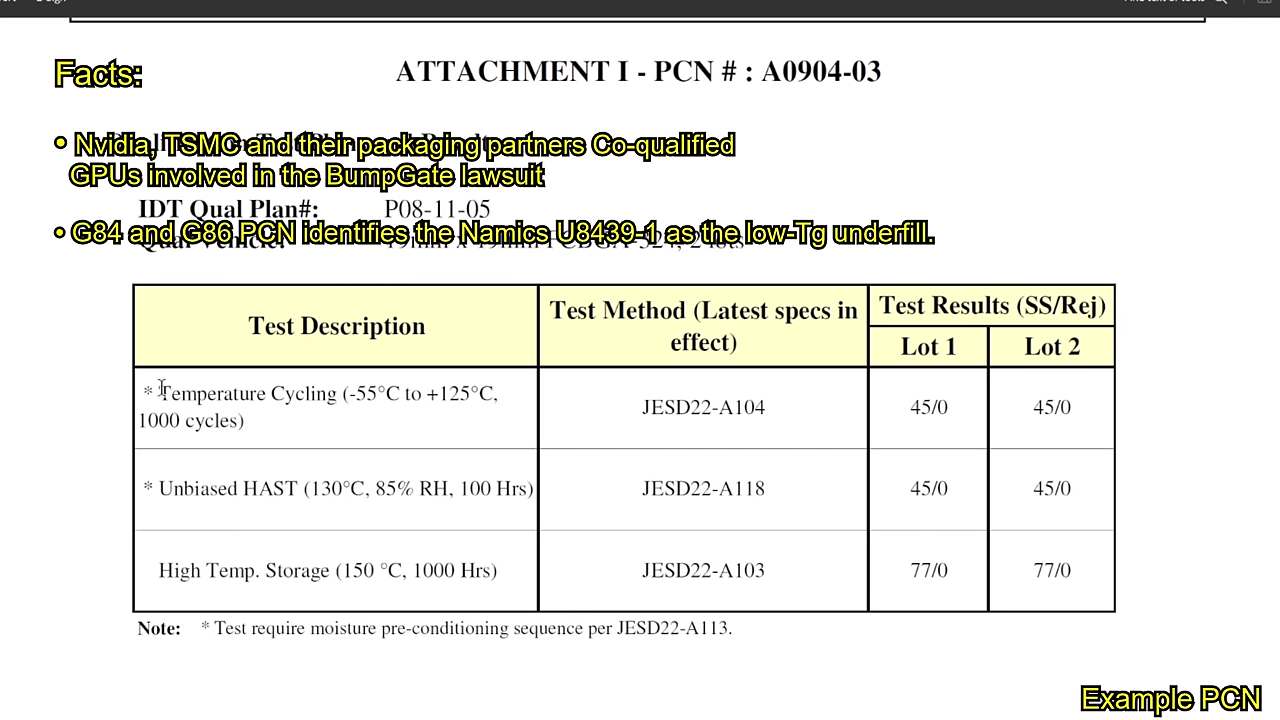 Facts:
ATTACHMENT I - PCN # : A0904-03
• Nvidia, TSMC and their packaging partners Co-qualified
GPUs involved in the BumpGate lawsuit
IDT Qual Plan#: P08-11-05
• G84 and G86 PCN identifies the Namics U8439-1 as the low-Tg underfill.
Test Description
Test Method (Latest specs in
effect)
Test Results (SS/Rej)
Lot 1
Lot 2
* Temperature Cycling (-55°C to +125°C,
1000 cycles)
JESD22-A104
45/0
45/0
* Unbiased HAST (130°C, 85% RH, 100 Hrs)
JESD22-A118
45/0
45/0
High Temp. Storage (150 °C, 1000 Hrs)
JESD22-A103
77/0
77/0
Note: * Test require moisture pre-conditioning sequence per JESD22-A113.
Example PCN